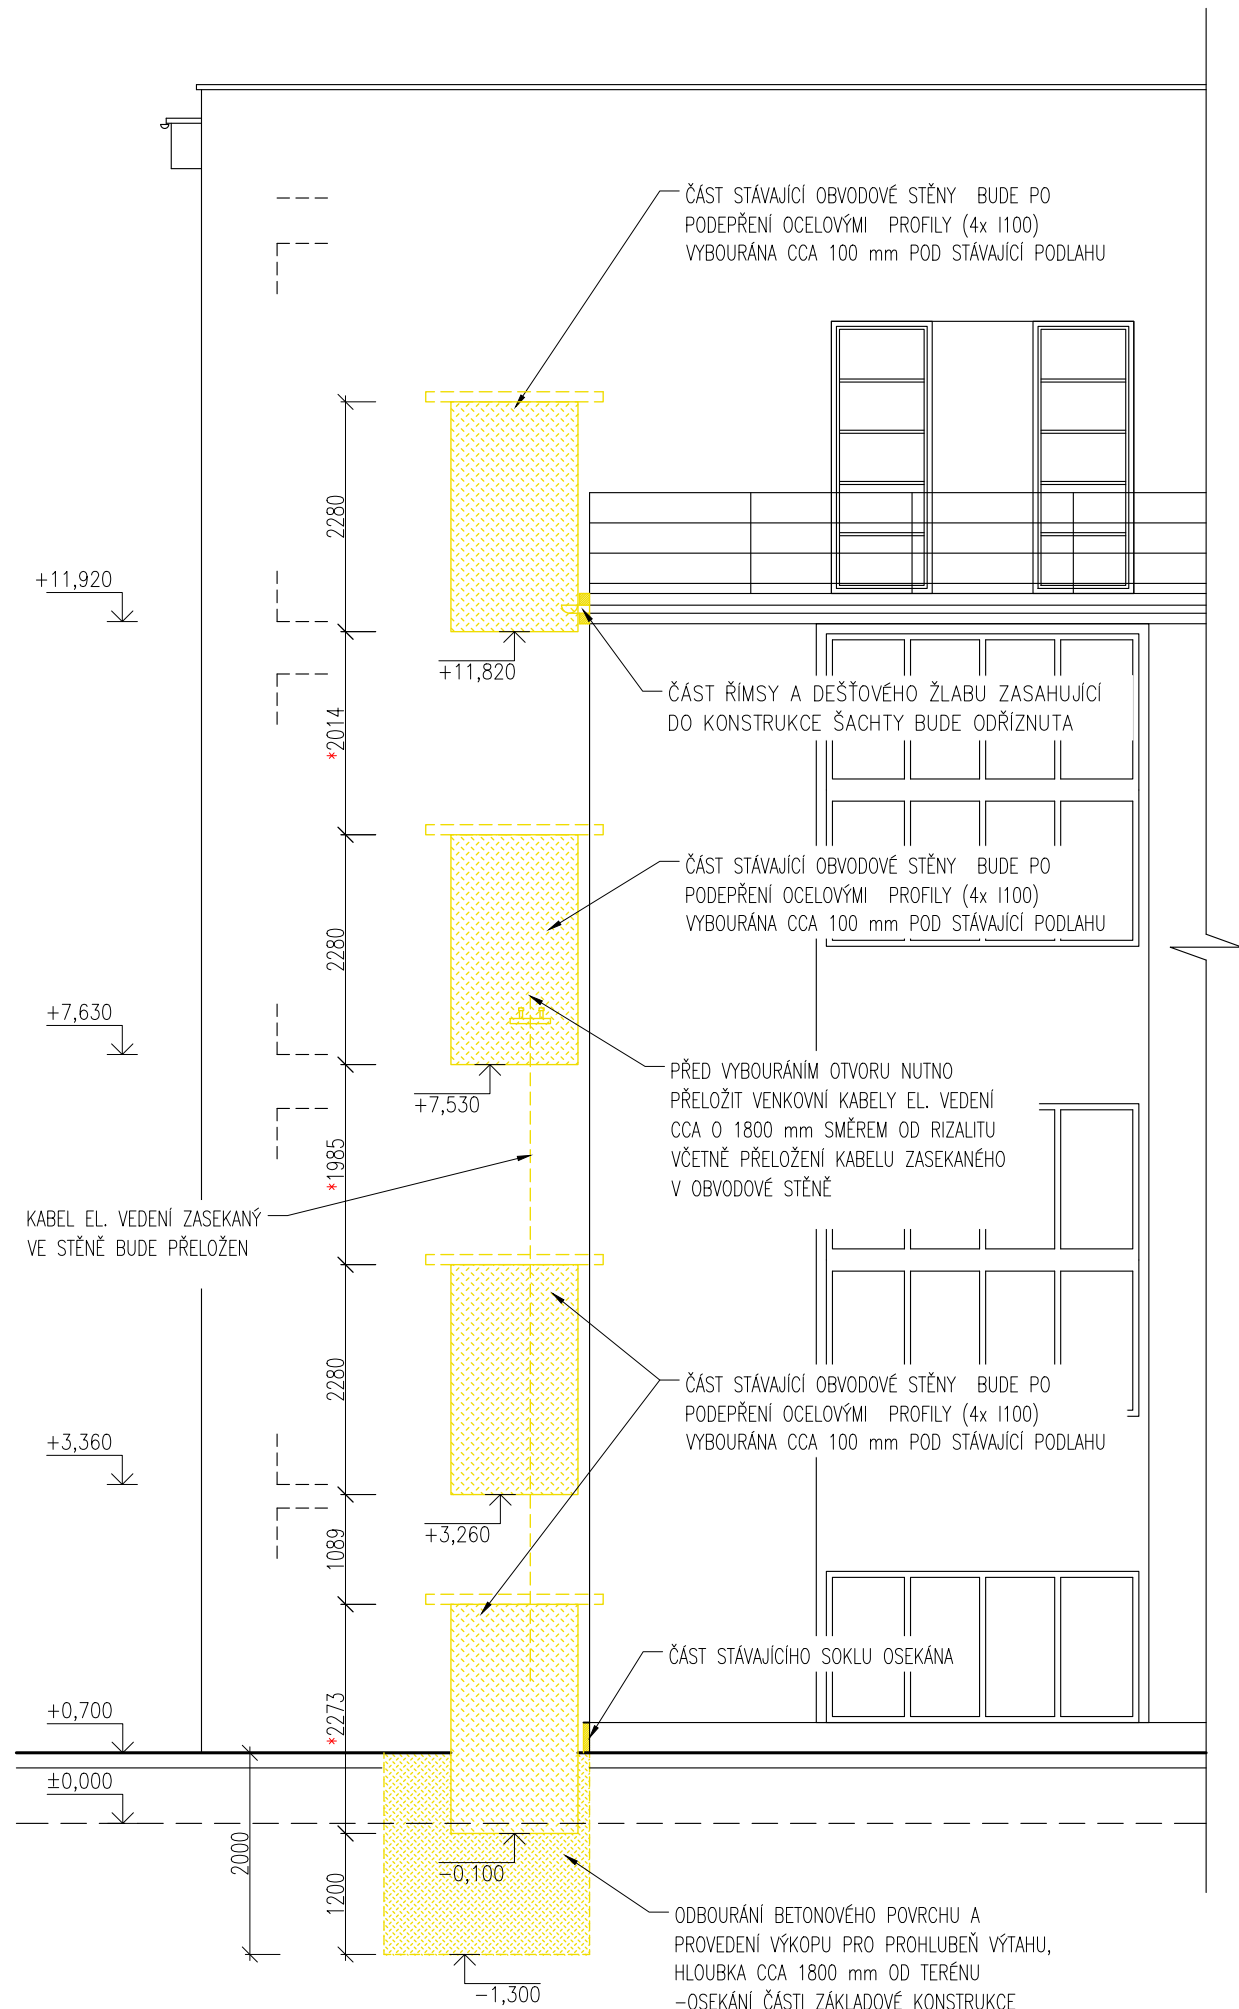 ČÁST STÁVAJÍCÍ OBVODOVÉ STĚNY BUDE PO
PODEPŘENÍ OCELOVÝMI PROFILY (4x I100)
VYBOURÁNA CCA 100 mm POD STÁVAJÍCÍ PODLAHU
2280
+11,920
+11,820
ČÁST ŘÍMSY A DEŠŤOVÉHO ŽLABU ZASAHUJÍCÍ
DO KONSTRUKCE ŠACHTY BUDE ODŘÍZNUTA
*2014
ČÁST STÁVAJÍCÍ OBVODOVÉ STĚNY BUDE PO
PODEPŘENÍ OCELOVÝMI PROFILY (4x I100)
VYBOURÁNA CCA 100 mm POD STÁVAJÍCÍ PODLAHU
2280
+7,630
+7,530
PŘED VYBOURÁNÍM OTVORU NUTNO
PŘELOŽIT VENKOVNÍ KABELY EL. VEDENÍ
CCA O 1800 mm SMĚREM OD RIZALITU
VČETNĚ PŘELOŽENÍ KABELU ZASEKANÉHO
V OBVODOVÉ STĚNĚ
*1985
KABEL EL. VEDENÍ ZASEKANÝ
VE STĚNĚ BUDE PŘELOŽEN
2280
ČÁST STÁVAJÍCÍ OBVODOVÉ STĚNY BUDE PO
PODEPŘENÍ OCELOVÝMI PROFILY (4x I100)
VYBOURÁNA CCA 100 mm POD STÁVAJÍCÍ PODLAHU
+3,360
+3,260
1089
ČÁST STÁVAJÍCÍHO SOKLU OSEKÁNA
+0,700
*2273
±0,000
2000
-0,100
1200
ODBOURÁNÍ BETONOVÉHO POVRCHU A
PROVEDENÍ VÝKOPU PRO PROHLUBEŇ VÝTAHU,
HLOUBKA CCA 1800 mm OD TERÉNU
-OSEKÁNÍ ČÁSTI ZÁKLADOVÉ KONSTRUKCE
-1,300